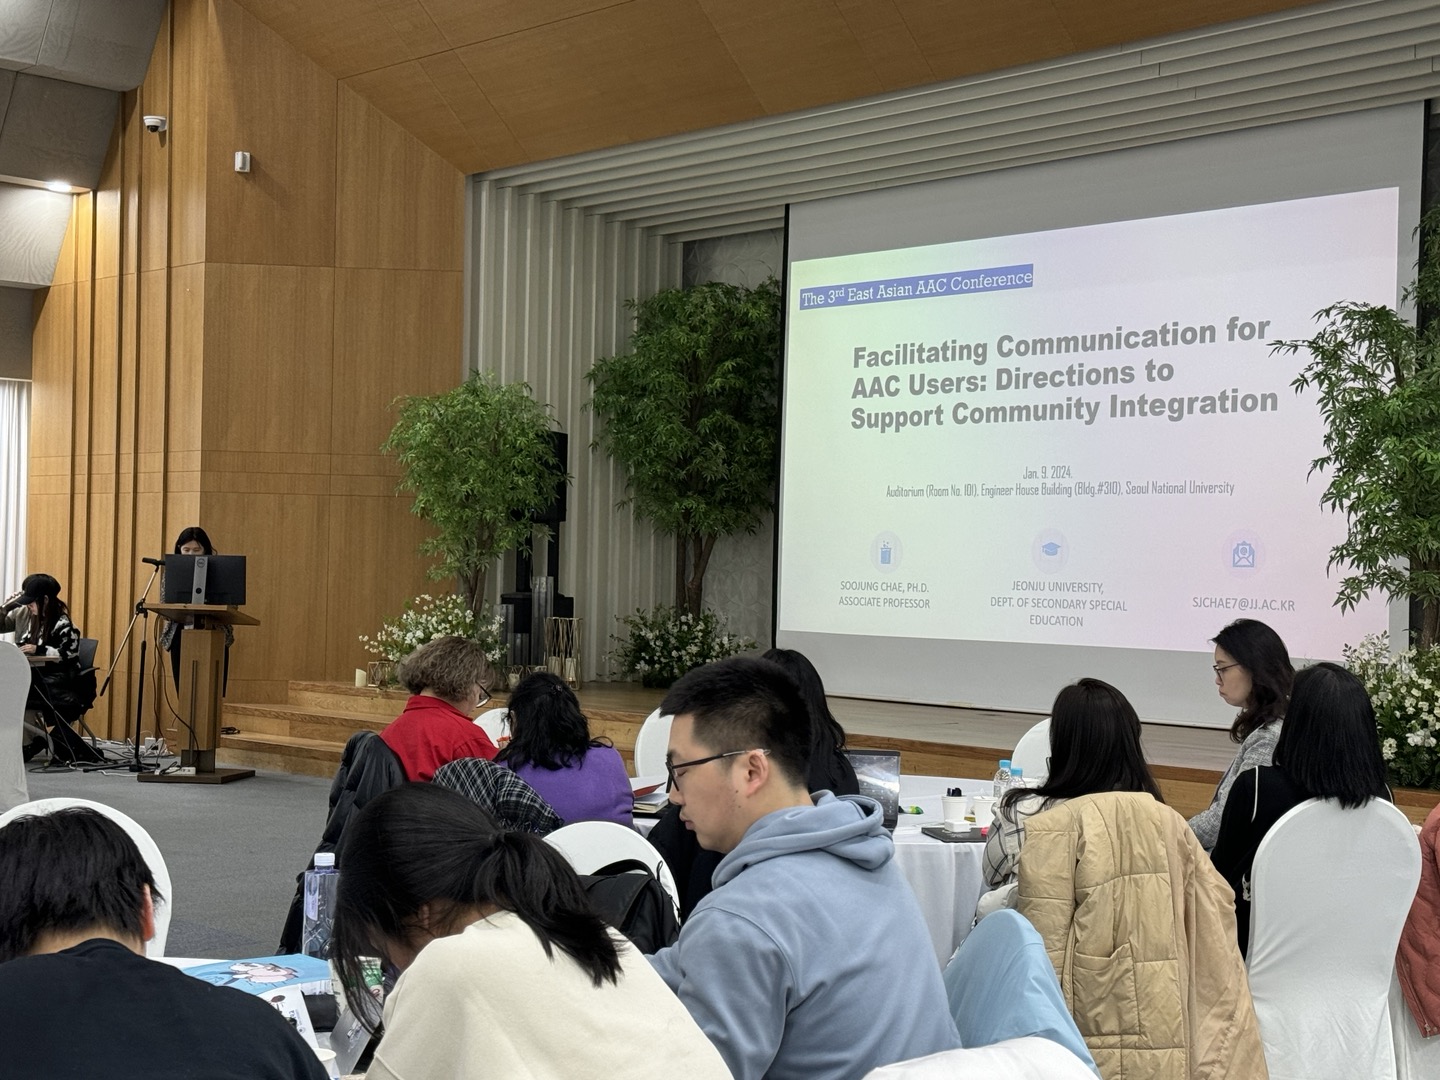 The 3rd East Asian AAC Conference
Facilitating Communication for
AAC Users: Directions to
Support Community Integration
Jan. 9. 2024.
Auditorium (Room No. 101), Engineer House Building (Bldg.#310), Seoul National University
SOOJUNG CHAE, PH.D.
ASSOCIATE PROFESSOR
JEONJU UNIVERSITY,
DEPT. OF SECONDARY SPECIAL
EDUCATION
SJCHAE7@JJ.AC.KR